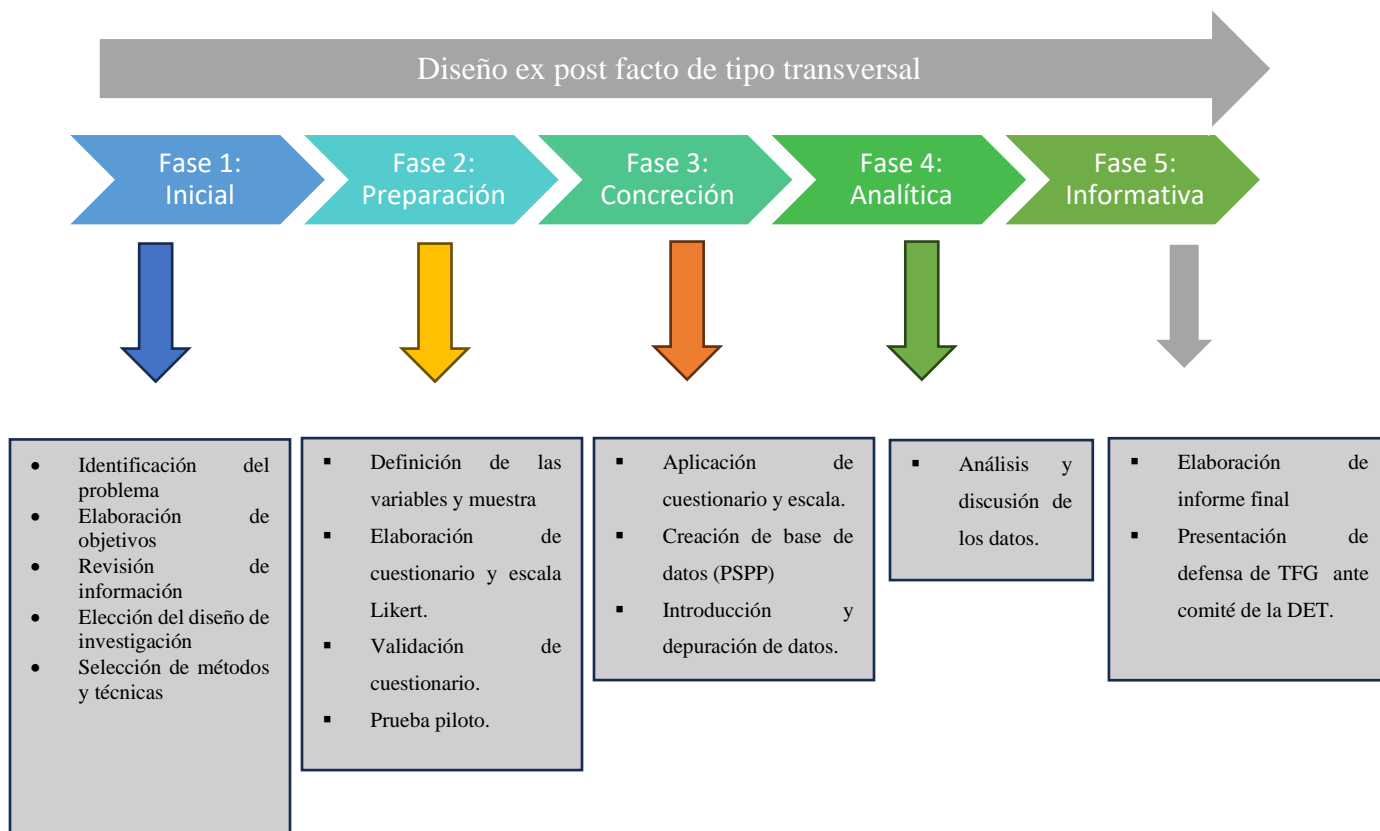 Diseño ex post facto de tipo transversal
Fase 1:
Inicial
Fase 2:
Preparación
Fase 3:
Concreción
Fase 4:
Analítica
Fase 5:
Informativa
• Identificación del
problema
• Elaboración de
objetivos
• Revisión de
información
• Elección del diseño de
investigación
• Selección de métodos
y técnicas
▪ Definición de las
variables y muestra
▪ Elaboración de
cuestionario y escala
Likert.
▪ Validación de
cuestionario.
▪ Prueba piloto.
▪ Aplicación de
cuestionario y escala.
▪ Creación de base de
datos (PSPP)
▪ Introducción y
depuración de datos.
▪ Análisis y
discusión de
los datos.
▪ Elaboración de
informe final
▪ Presentación de
defensa de TFG ante
comité de la DET.